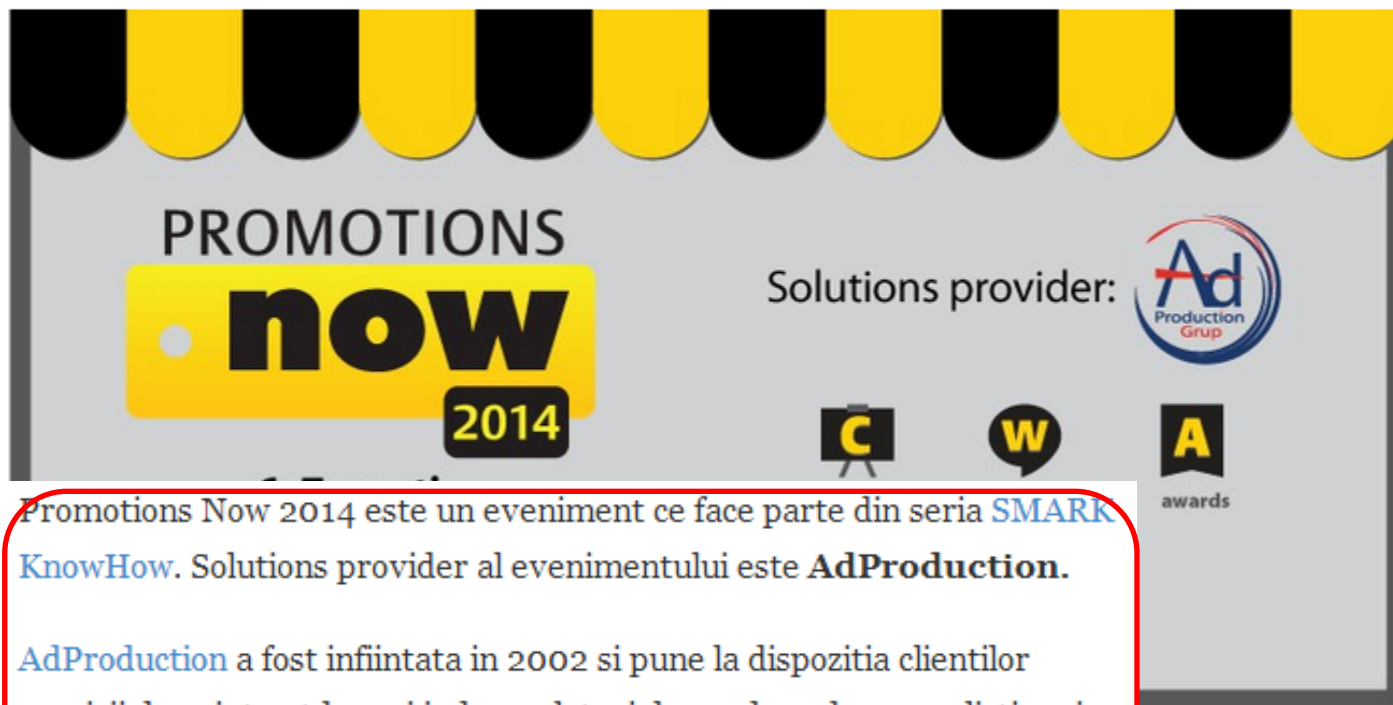 PROMOTIONS
now
2014
Solutions provider:
Ad
Production
Grup
C
W
A
awards
Promotions Now 2014 este un eveniment ce face parte din seria SMARK
KnowHow. Solutions provider al evenimentului este AdProduction.
AdProduction a fost infiintata in 2002 si pune la dispozitia clientilor